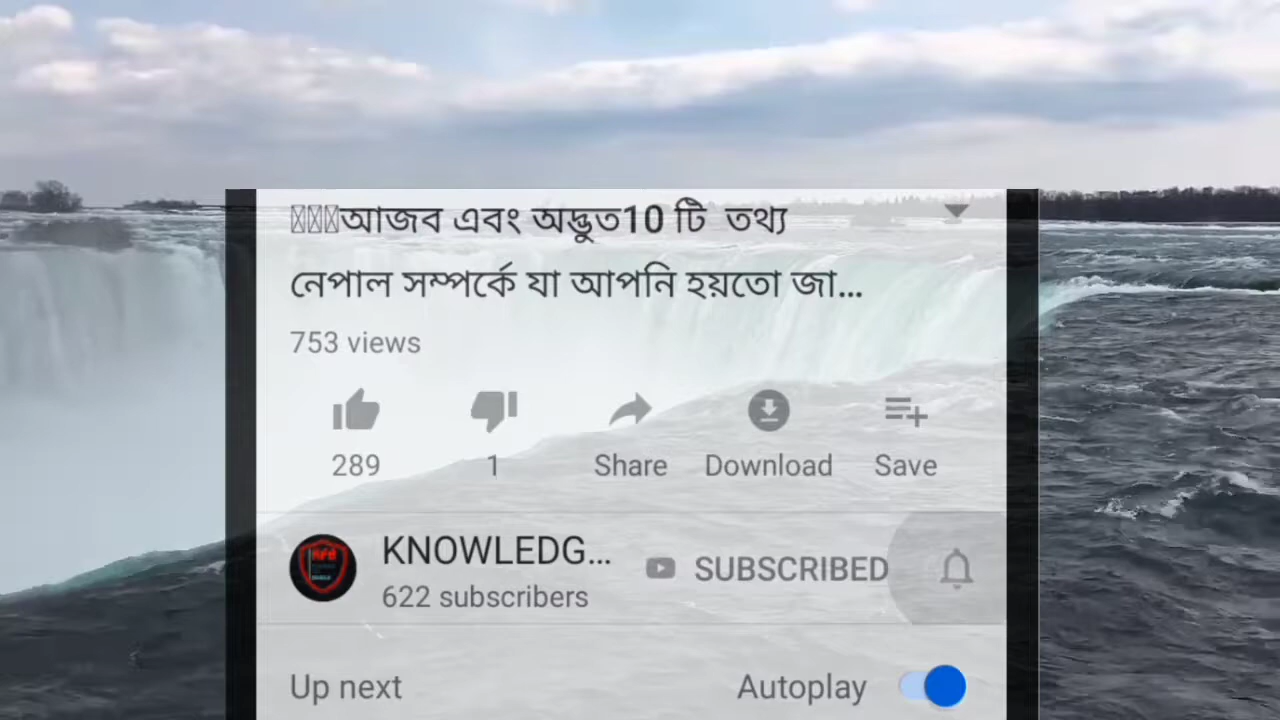 আজব এবং অদ্ভুত10 টি তথ্য
নেপাল সম্পর্কে যা আপনি হয়তো জা...
753 views
289
1
Share
Download
Save
KNOWLEDG...
622 subscribers
SUBSCRIBED
Up next
Autoplay